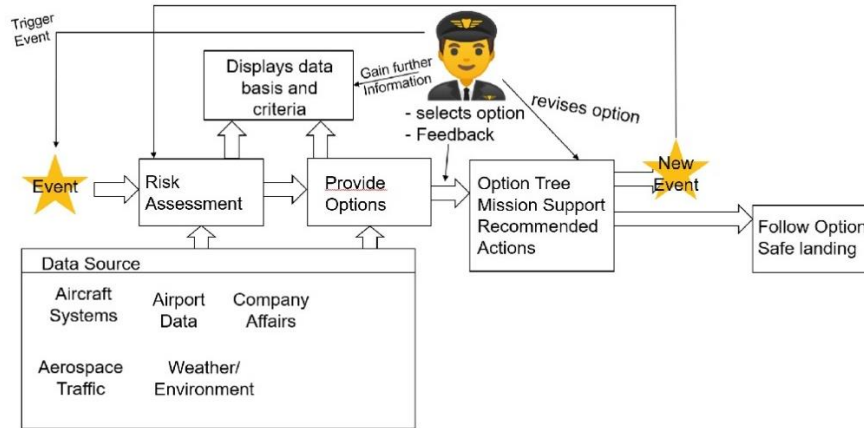 Trigger
Event
Displays data
basis and
criteria
Gain further
Information
- selects option
- Feedback
revises option
Event
Risk
Assessment
Provide
Options
Option Tree
Mission Support
Recommended
Actions
New
Event
Follow Option
Safe landing
Data Source
Aircraft
Systems
Airport
Data
Company
Affairs
Aerospace
Traffic
Weather/
Environment